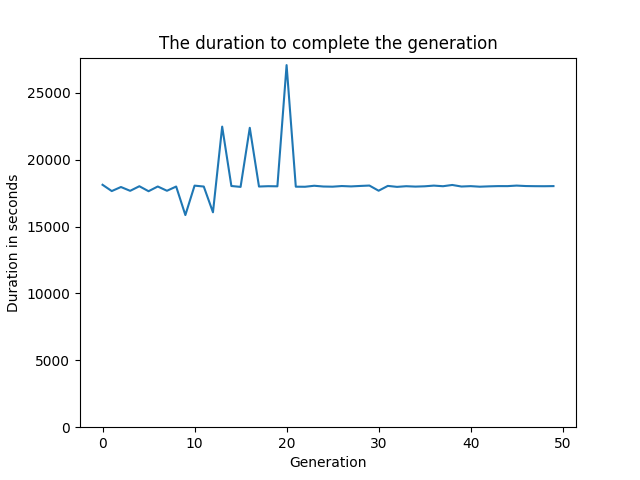 The duration to complete the generation
25000
20000
15000
10000
5000
0
Duration in seconds
0 10 20 30 40 50
Generation